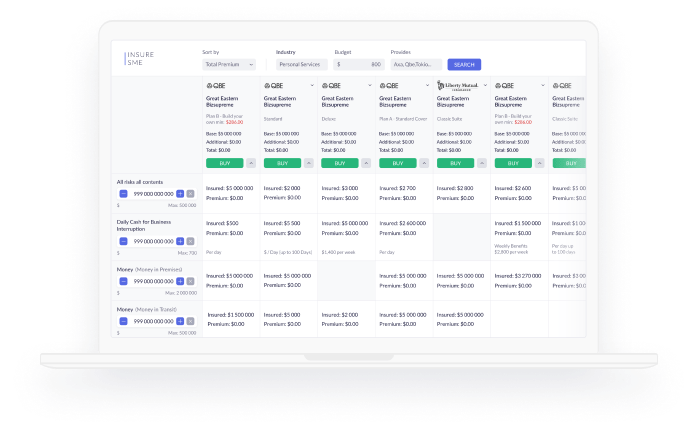 INSURE
SME
Sort by
Industry
Budget
Provides
Total Premium
Personal Services
$ 800
Axa, Qbe,Tokio...
SEARCH
QBE QBE QBE QBE Liberty Mutual. INSURANCE QBE QBE
Great Eastern Great Eastern Great Eastern Great Eastern Great Eastern Great Eastern Great Eastern
Bizsupreme Bizsupreme Bizsupreme Bizsupreme Bizsupreme Bizsupreme Bizsupreme
Plan B - Build your Standard Deluxe Plan A - Standard Cover Classic Suite Plan B - Build your Classic Suite
own min: $206.00 own min: $206.00
Base: $5 000 000 Base: $5 000 000 Base: $5 000 000 Base: $5 000 000 Base: $5 000 000 Base: $5 000 000 Base: $5 000 000
Additional: $0.00 Additional: $0.00 Additional: $0.00 Additional: $0.00 Additional: $0.00 Additional: $0.00 Additional: $0.00
Total: $0.00 Total: $0.00 Total: $0.00 Total: $0.00 Total: $0.00 Total: $0.00 Total: $0.00
BUY BUY BUY BUY BUY BUY BUY
All risks all contents
999 000 000 000
$ Max: 500 000
Insured: $5 000 000 Insured: $2 000 Insured: $3 000 Insured: $2 700 Insured: $2 800 Insured: $2 600 Insured: $5 00
Premium: $0.00 Premium: $0.00 Premium: $0.00 Premium: $0.00 Premium: $0.00 Premium: $0.00 Premium: $0.00
Daily Cash for Business
Interruption
999 000 000 000
$ Max: 700
Insured: $500 Insured: $5 500 Insured: $5 000 000 Insured: $2 600 000 Insured: $1 500 000 Insured: $1 00
Premium: $0.00 Premium: $0.00 Premium: $0.00 Premium: $0.00 Premium: $0.00 Premium: $0.00
Per day $ / Day (up to 100 Days) $1,400 per week Per day Weekly Benefits Per day up
$2,800 per week to 100 days
Money (Money in Premises)
999 000 000 000
$ Max: 2 000 000
Insured: $5 000 000 Insured: $5 000 000 Insured: $5 000 000 Insured: $5 000 000 Insured: $3 270 000 Insured: $3 00
Premium: $0.00 Premium: $0.00 Premium: $0.00 Premium: $0.00 Premium: $0.00 Premium: $0.00
Money (Money in Transit)
999 000 000 000
$ Max: 500 000
Insured: $1 500 000 Insured: $5 000 Insured: $2 000 Insured: $5 000 000 Insured: $5 000 000
Premium: $0.00 Premium: $0.00 Premium: $0.00 Premium: $0.00 Premium: $0.00